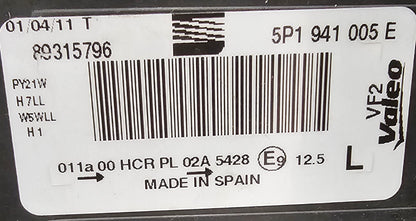 01/04/11 T
89315796
5P1 941 005 E
PY21W
H7LL
W5WLL
H1
VF2
Valeo
011a 00 HCR PL 02A 5428 E9 12.5 L
MADE IN SPAIN